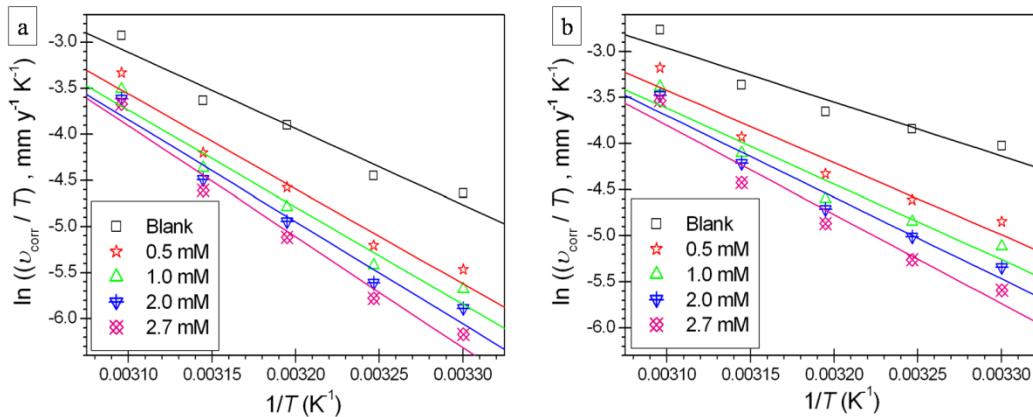 a
ln ((υcorr / T) , mm y-1 K-1)
-3.0
-3.5
-4.0
-4.5
-5.0
-5.5
-6.0
Blank
0.5 mM
1.0 mM
2.0 mM
2.7 mM
0.00310
0.00315
0.00320
0.00325
0.00330
1/T (K-1)
b
ln ((υcorr / T) , mm y-1 K-1)
-2.5
-3.0
-3.5
-4.0
-4.5
-5.0
-5.5
-6.0
Blank
0.5 mM
1.0 mM
2.0 mM
2.7 mM
0.00310
0.00315
0.00320
0.00325
0.00330
1/T (K-1)